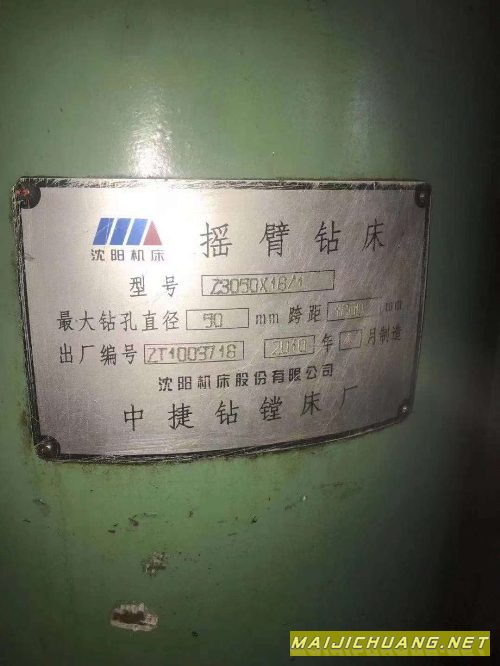 沈阳机床
摇臂钻床
型号 Z3050X16/1
最大钻孔直径 50 mm 跨距 mm
出厂编号 ZT1003716 2010 年 月制造
沈阳机床股份有限公司
中捷钻镗床厂
MAIJICHUANG.NET